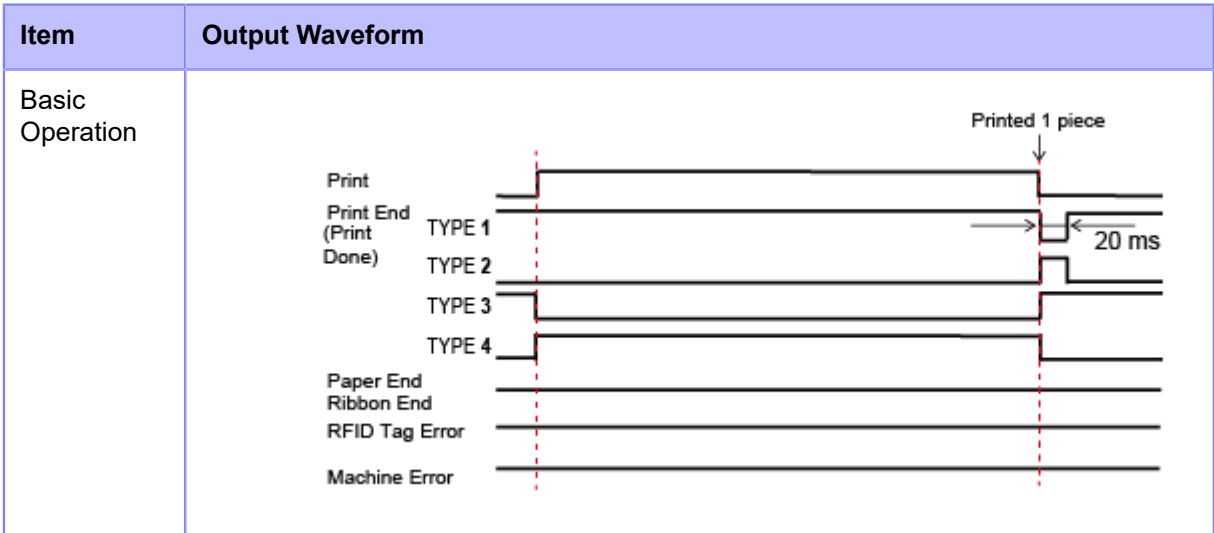 Item
Output Waveform
Basic
Operation
Printed 1 piece
Print
Print End
(Print
Done)
TYPE 1
20 ms
TYPE 2
TYPE 3
TYPE 4
Paper End
Ribbon End
RFID Tag Error
Machine Error